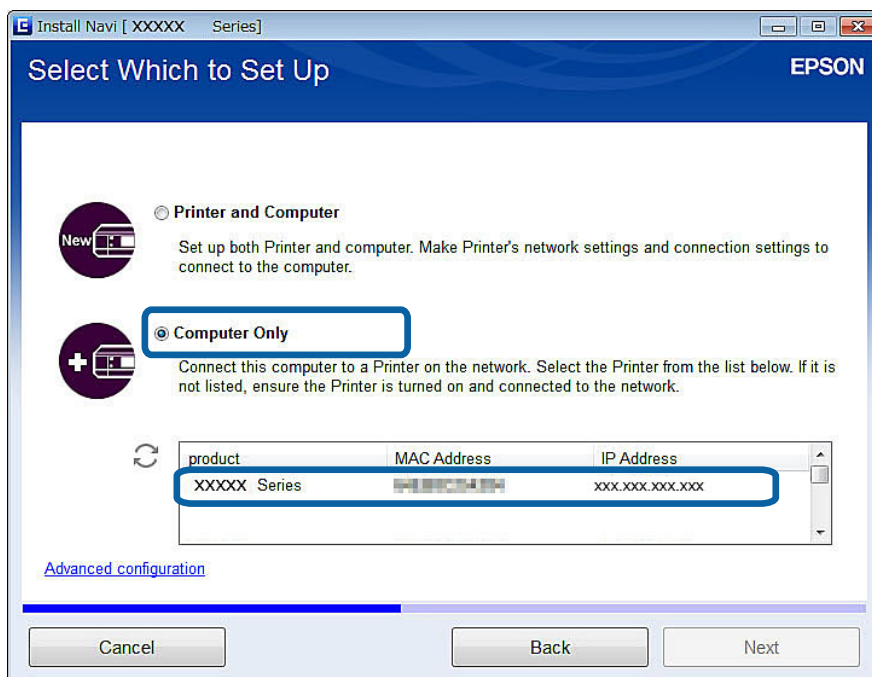 Install Navi [ XXXXX Series]
Select Which to Set Up
EPSON
Printer and Computer
New
Set up both Printer and computer. Make Printer's network settings and connection settings to
connect to the computer.
Computer Only
Connect this computer to a Printer on the network. Select the Printer from the list below. If it is
not listed, ensure the Printer is turned on and connected to the network.
product MAC Address IP Address
XXXXX Series xxx.xxx.xxx.xxx
Advanced configuration
Cancel Back Next